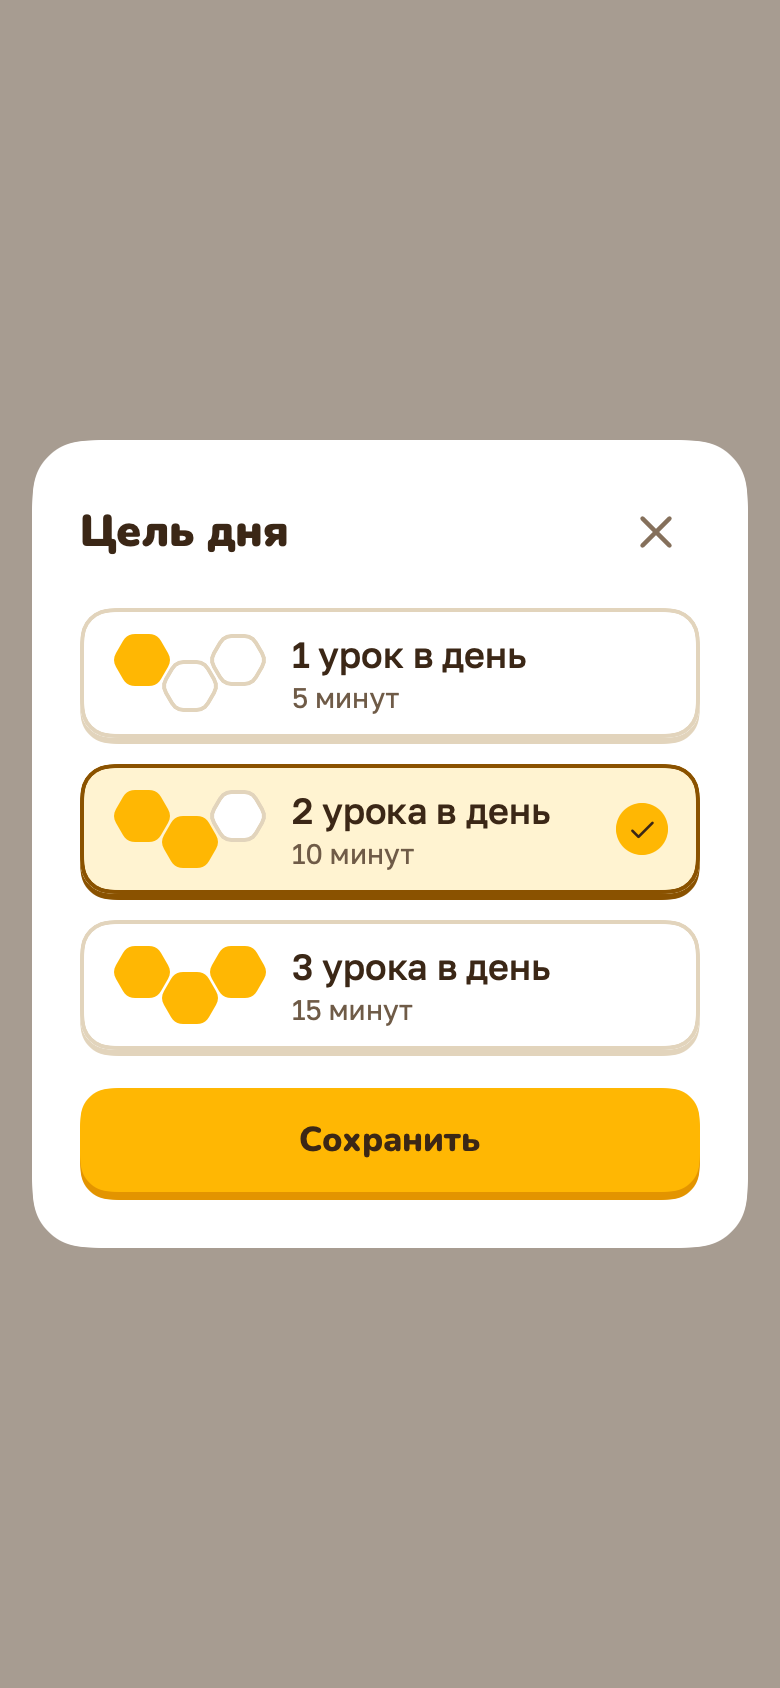 Цель дня
1 урок в день
5 минут
2 урока в день
10 минут
3 урока в день
15 минут
Сохранить